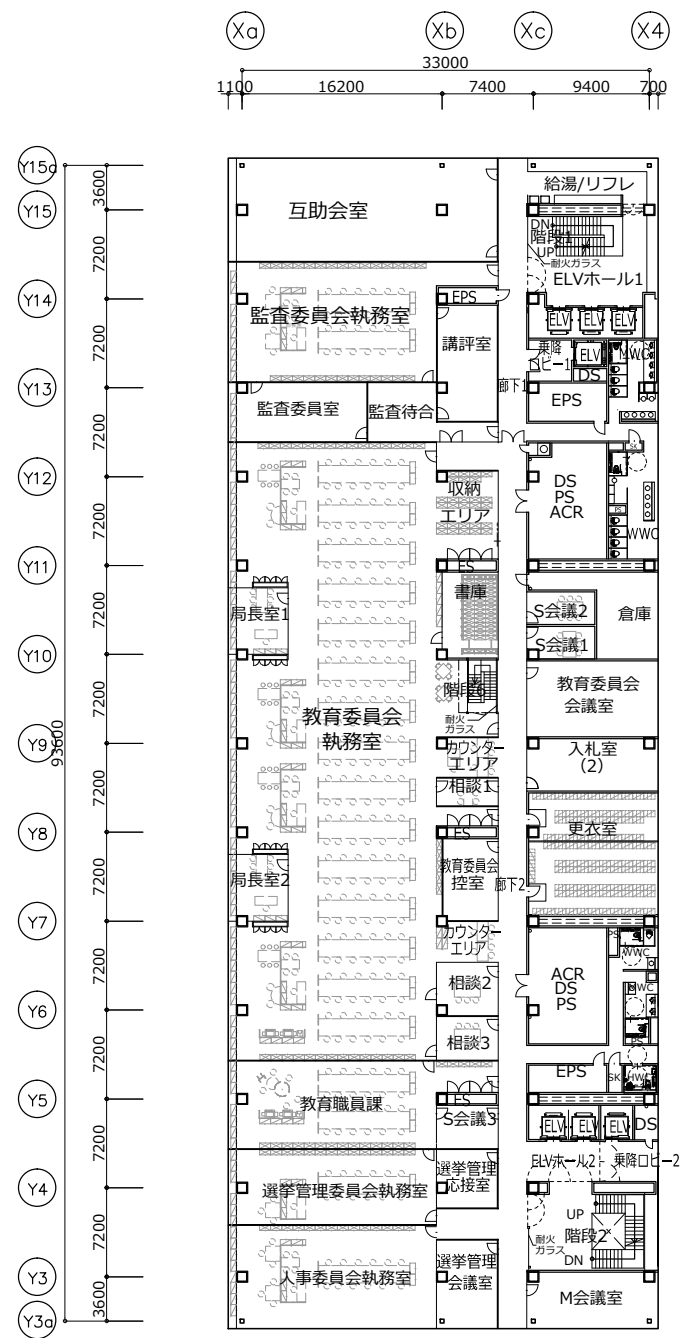 Xa Xb Xc X4
33000
1100 16200 7400 9400 700
Y15a
3600
Y15
7200
Y14
7200
Y13
7200
Y12
7200
Y11
7200
Y10
7200
Y9
93600
7200
Y8
7200
Y7
7200
Y6
7200
Y5
7200
Y4
7200
Y3
3600
Y3a
互助会室
給湯/リフレ
DN
階段1
UP
耐火ガラス
ELVホール1
監査委員会執務室
EPS
ELV ELV ELV
講評室
乗降
ロビー1
ELV
MWC
DS
廊下1
EPS
監査委員室
監査待合
SK
収納
エリア
DS
PS
ACR
PS
WWC
ES
書庫
局長室1
S会議2
S会議1
倉庫
階段6
耐火
ガラス
教育委員会
会議室
教育委員会
執務室
カウンター
エリア
相談1
入札室
(2)
ES
更衣室
局長室2
教育委員会
控室
廊下2
カウンター
エリア
PS
WWC
ACR
DS
PS
MWC
相談2
相談3
PS
EPS
SK
HWC
教育職員課
ES
S会議3
ELV ELV ELV
DS
ELVホール2
乗降ロビー2
選挙管理委員会執務室
選挙管理
応接室
UP
階段2
耐火
ガラス
DN
人事委員会執務室
選挙管理
会議室
M会議室